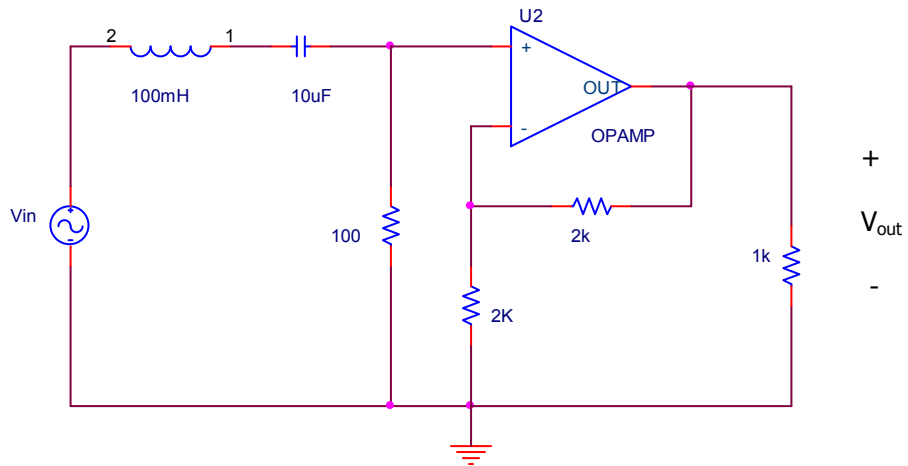 U2
2
1
+
OUT
100mH
10uF
-
OPAMP
+
Vin
+
-
100
2k
Vout
1k
2K
-